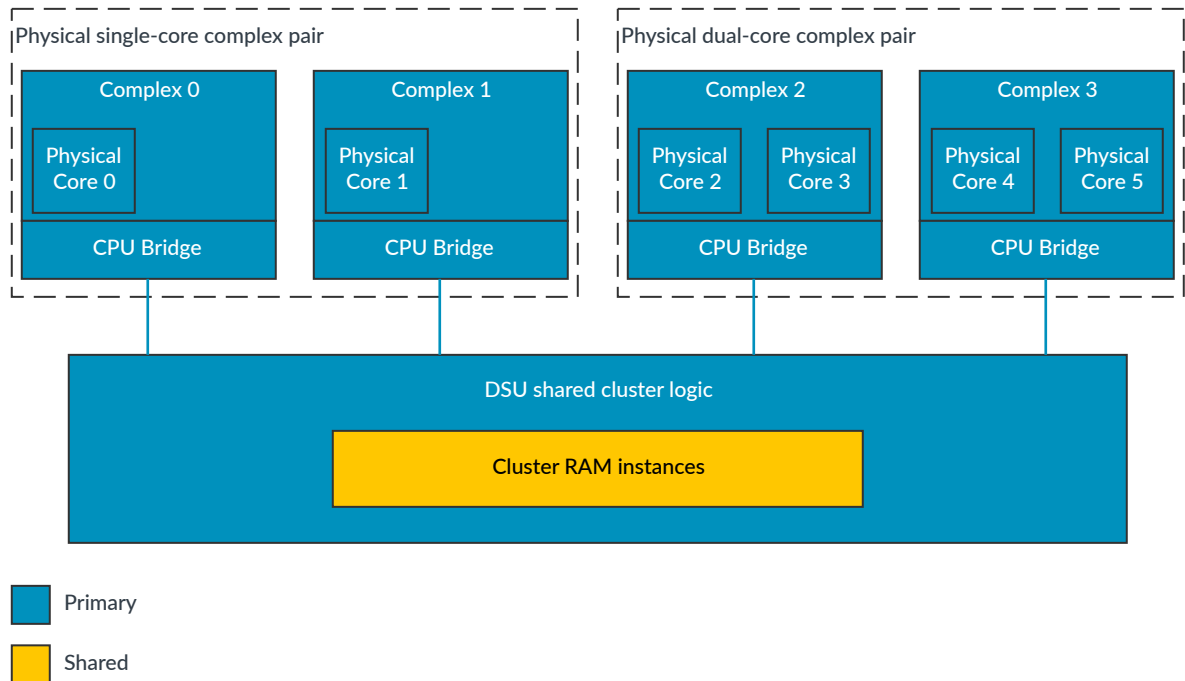 Physical single-core complex pair
Complex 0
Physical
Core 0
CPU Bridge
Complex 1
Physical
Core 1
CPU Bridge
Physical dual-core complex pair
Complex 2
Physical
Core 2
Physical
Core 3
CPU Bridge
Complex 3
Physical
Core 4
Physical
Core 5
CPU Bridge
DSU shared cluster logic
Cluster RAM instances
Primary
Shared